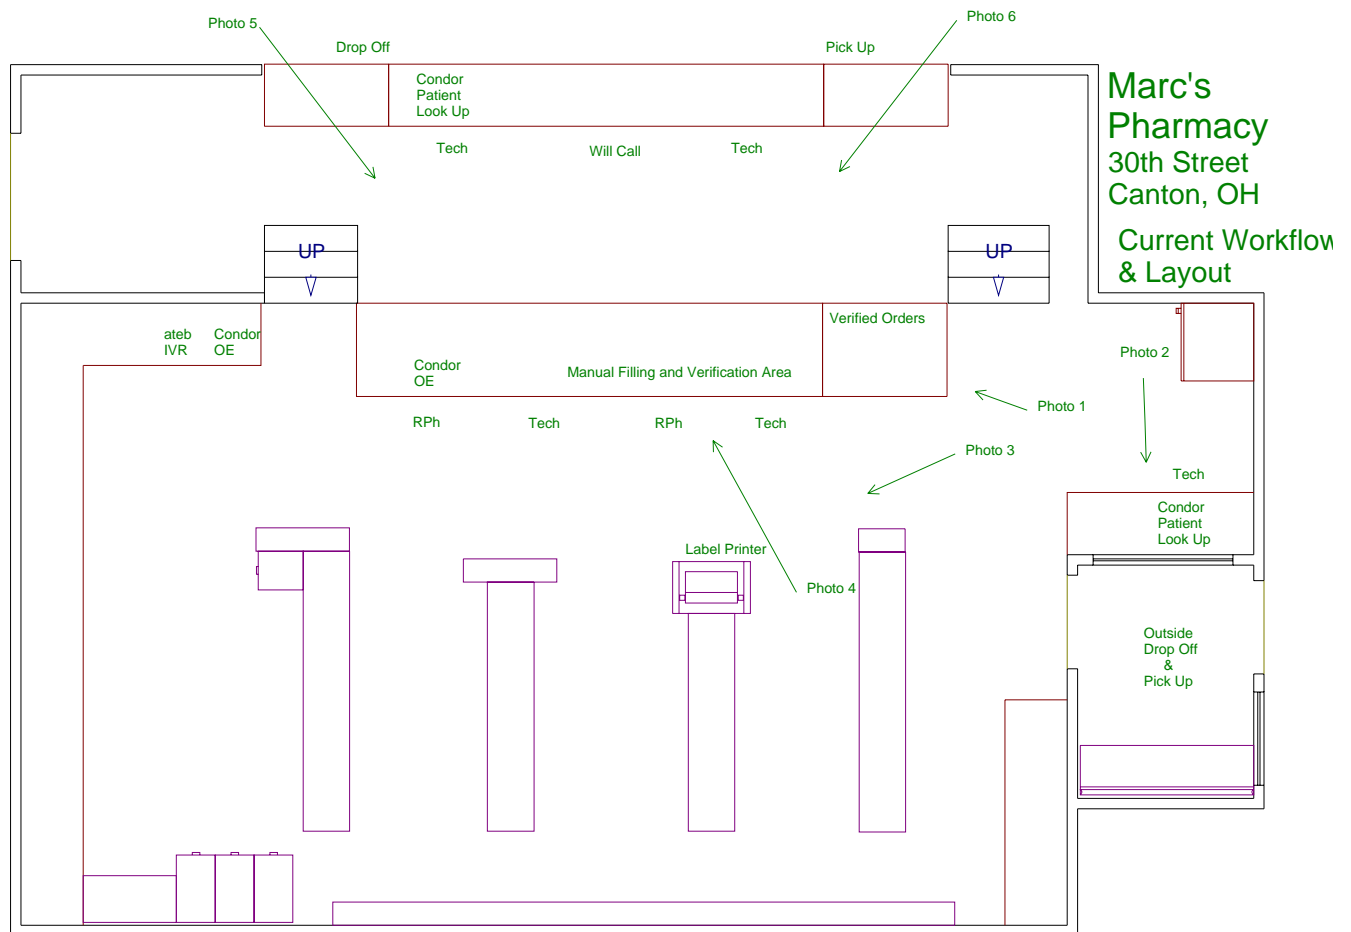 Photo 5
Photo 6
Drop Off
Pick Up
Condor
Patient
Look Up
Tech
Will Call
Tech
Marc's
Pharmacy
30th Street
Canton, OH
Current Workflow
& Layout
UP
UP
ateb
IVR
Condor
OE
Condor
OE
Manual Filling and Verification Area
Verified Orders
Photo 2
Photo 1
RPh
Tech
RPh
Tech
Photo 3
Tech
Condor
Patient
Look Up
Label Printer
Photo 4
Outside
Drop Off
&
Pick Up